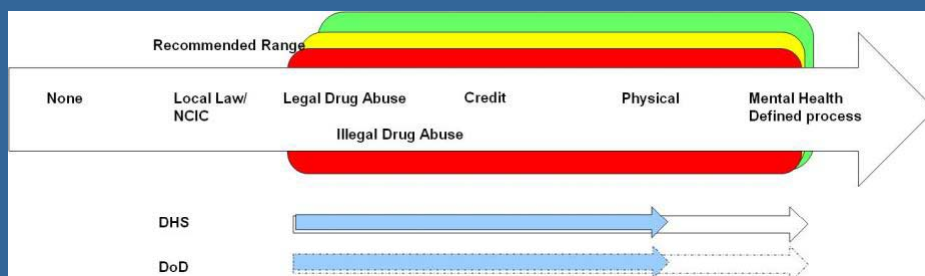 Recommended Range
None
Local Law/
NCIC
Legal Drug Abuse
Illegal Drug Abuse
Credit
Physical
Mental Health
Defined process
DHS
DoD